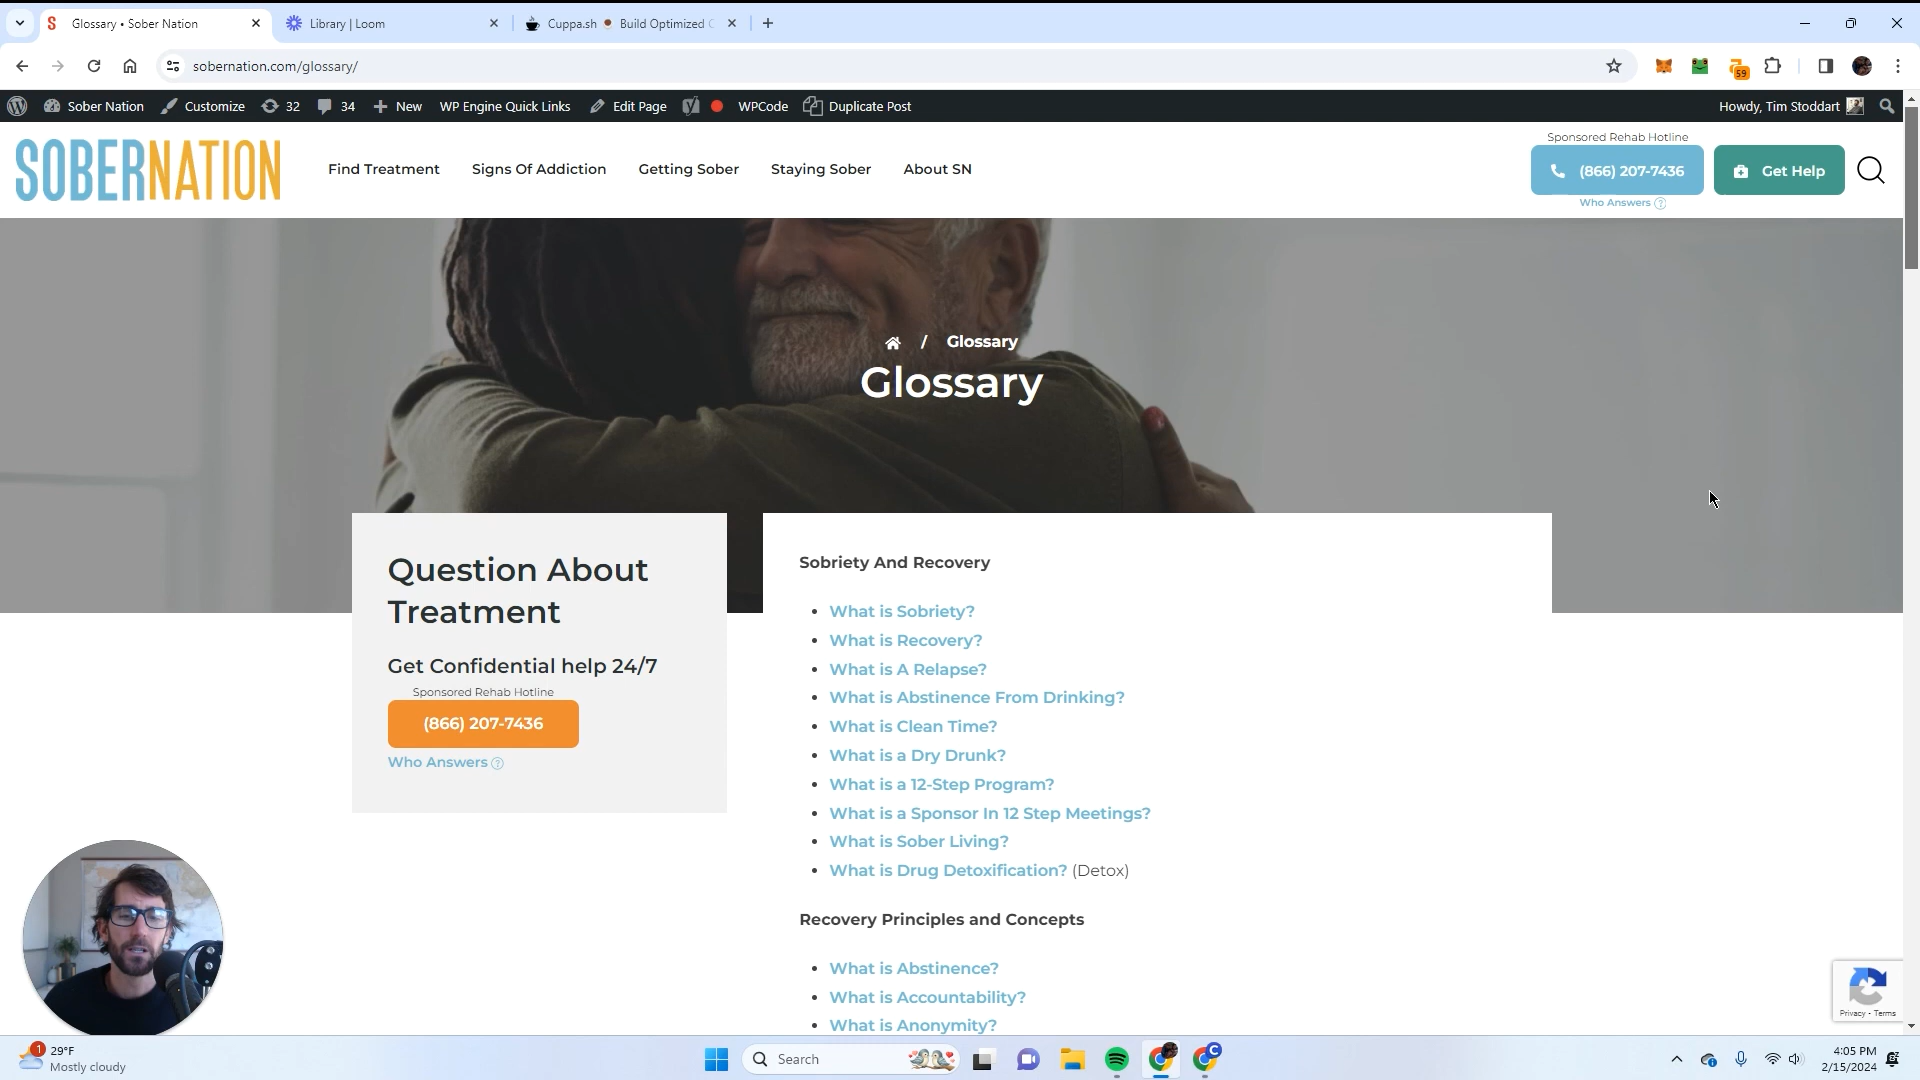 Glossary • Sober Nation
Library | Loom
Cuppa.sh
Build Optimized C
sobernation.com/glossary/
59
Sober Nation
Customize
32
34
New
WP Engine Quick Links
Edit Page
WPCode
Duplicate Post
Howdy, Tim Stoddart
SOBERNATION
Find Treatment
Signs Of Addiction
Getting Sober
Staying Sober
About SN
Sponsored Rehab Hotline
(866) 207-7436
Who Answers ?
Get Help
/ Glossary
Glossary
Question About
Treatment
Get Confidential help 24/7
Sponsored Rehab Hotline
(866) 207-7436
Who Answers ?
Sobriety And Recovery
• What is Sobriety?
• What is Recovery?
• What is A Relapse?
• What is Abstinence From Drinking?
• What is Clean Time?
• What is a Dry Drunk?
• What is a 12-Step Program?
• What is a Sponsor In 12 Step Meetings?
• What is Sober Living?
• What is Drug Detoxification? (Detox)
Recovery Principles and Concepts
• What is Abstinence?
• What is Accountability?
• What is Anonymity?
Privacy - Terms
1
29°F
Mostly cloudy
Search
C
4:05 PM
2/15/2024